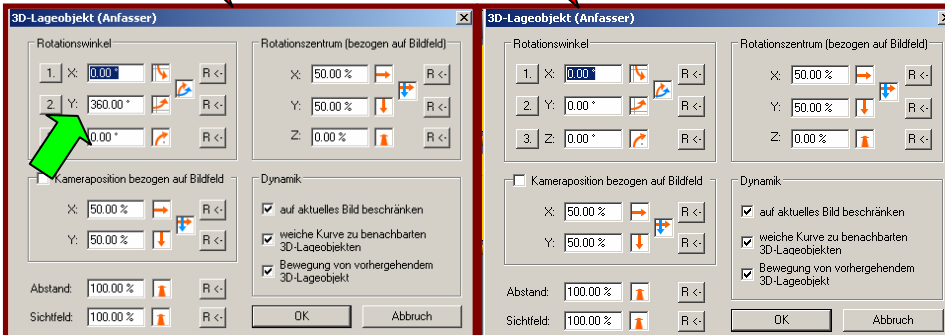 3D-Lageobjekt (Anfasser)
Rotationswinkel
1. X: 0.00 ° R <-
2. Y: 360.00 ° R <-
0.00 ° R <-
Rotationszentrum (bezogen auf Bildfeld)
X: 50.00 % R <-
Y: 50.00 % R <-
Z: 0.00 % R <-
Kameraposition bezogen auf Bildfeld
X: 50.00 % R <-
Y: 50.00 % R <-
Abstand: 100.00 % R <-
Sichtfeld: 100.00 % R <-
Dynamik
auf aktuelles Bild beschränken
weiche Kurve zu benachbarten
3D-Lageobjekten
Bewegung von vorhergehendem
3D-Lageobjekt
OK Abbruch
3D-Lageobjekt (Anfasser)
Rotationswinkel
1. X: 0.00 ° R <-
2. Y: 0.00 ° R <-
3. Z: 0.00 ° R <-
Rotationszentrum (bezogen auf Bildfeld)
X: 50.00 % R <-
Y: 50.00 % R <-
Z: 0.00 % R <-
Kameraposition bezogen auf Bildfeld
X: 50.00 % R <-
Y: 50.00 % R <-
Abstand: 100.00 % R <-
Sichtfeld: 100.00 % R <-
Dynamik
auf aktuelles Bild beschränken
weiche Kurve zu benachbarten
3D-Lageobjekten
Bewegung von vorhergehendem
3D-Lageobjekt
OK Abbruch